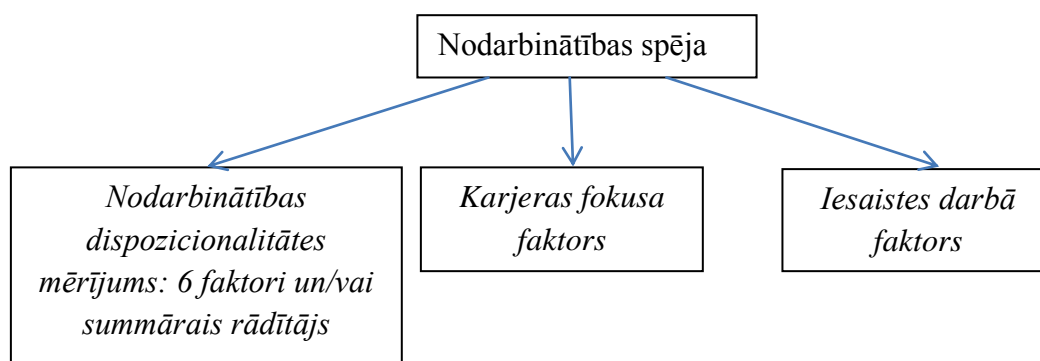 Nodarbinātības spēja
Nodarbinātības
dispozicionalitātes
mērījums: 6 faktori un/vai
summārais rādītājs
Karjeras fokusa
faktors
Iesaistes darbā
faktors